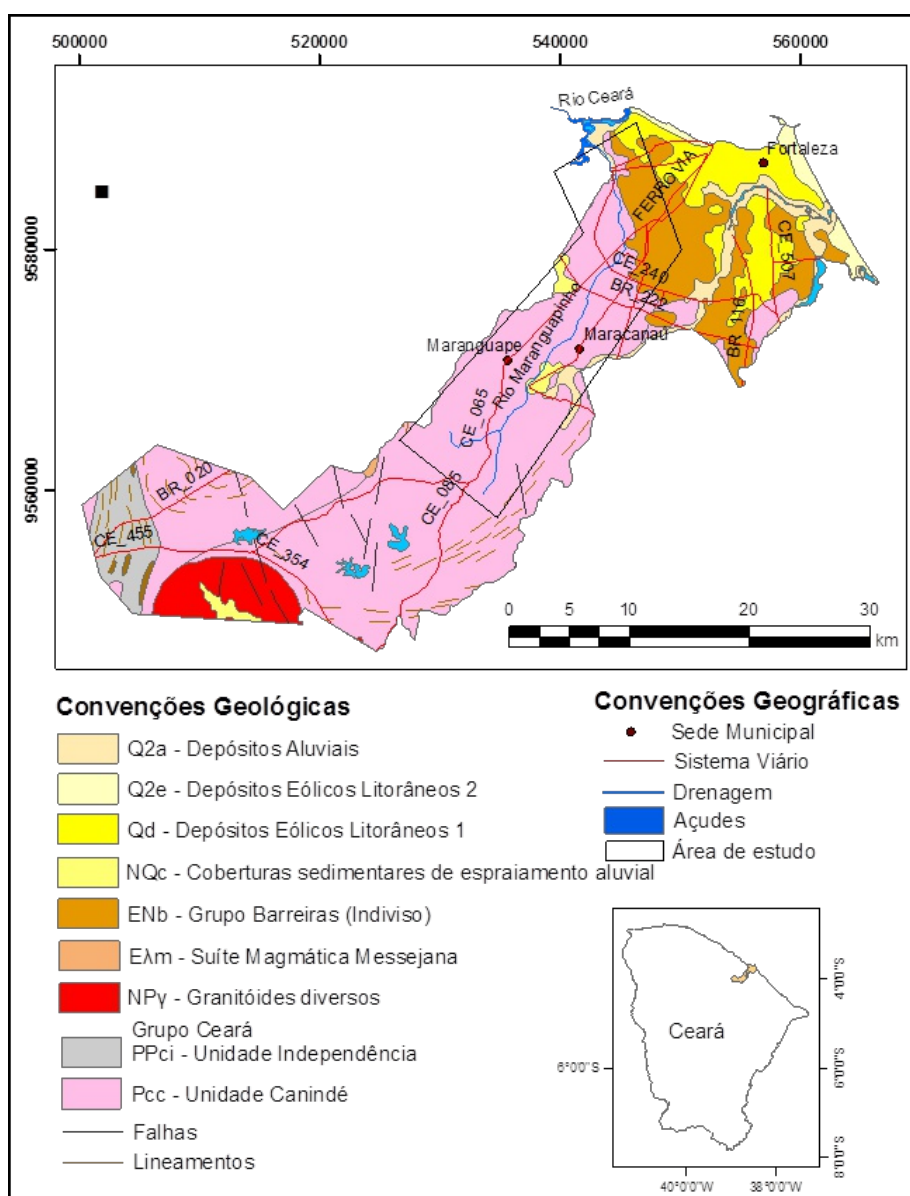 500000 520000 540000 560000
Rio Ceará
Fortaleza
FERROVIA
9580000
CE_240
CE_507
BR_222
BR_116
Rio Maranguapinho
Maracanaú
Maranguape
CE_065
9560000
BR_020
CE_085
CE_455
CE_354
0 5 10 20 30
km
Convenções Geológicas
Q2a - Depósitos Aluviais
Q2e - Depósitos Eólicos Litorâneos 2
Qd - Depósitos Eólicos Litorâneos 1
NQc - Coberturas sedimentares de espraiamento aluvial
ENb - Grupo Barreiras (Indiviso)
Eλm - Suíte Magmática Messejana
NPγ - Granitóides diversos
Grupo Ceará
PPci - Unidade Independência
Pcc - Unidade Canindé
Falhas
Lineamentos
Convenções Geográficas
Sede Municipal
Sistema Viário
Drenagem
Açudes
Área de estudo
4°0'0"S
Ceará
6°0'0"S 6°0'0"S
8°0'0"S
40°0'0"W 38°0'0"W